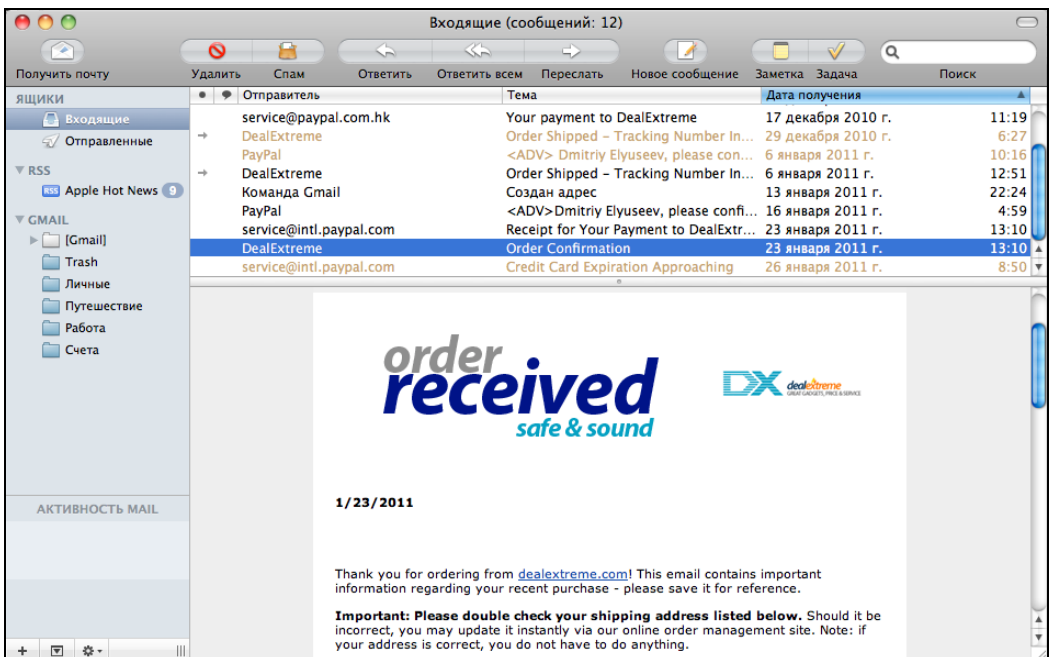 Входящие (сообщений: 12)
Получить почту Удалить Спам Ответить Ответить всем Переслать Новое сообщение Заметка Задача Поиск
ЯЩИКИ
Входящие
Отправленные
RSS
RSS Apple Hot News 9
GMAIL
[Gmail]
Trash
Личные
Путешествие
Работа
Счета
АКТИВНОСТЬ MAIL
Отправитель Тема Дата получения
service@paypal.com.hk Your payment to DealExtreme 17 декабря 2010 г. 11:19
DealExtreme Order Shipped – Tracking Number In... 29 декабря 2010 г. 6:27
PayPal <ADV> Dmitriy Elyuseev, please con... 6 января 2011 г. 10:16
DealExtreme Order Shipped – Tracking Number In... 6 января 2011 г. 12:51
Команда Gmail Создан адрес 13 января 2011 г. 22:24
PayPal <ADV>Dmitriy Elyuseev, please confi... 16 января 2011 г. 4:59
service@intl.paypal.com Receipt for Your Payment to DealExtr... 23 января 2011 г. 13:10
DealExtreme Order Confirmation 23 января 2011 г. 13:10
service@intl.paypal.com Credit Card Expiration Approaching 26 января 2011 г. 8:50
order
received
safe & sound
DX dealextreme
GREAT GADGETS, PRICE & SERVICE
1/23/2011
Thank you for ordering from dealextreme.com! This email contains important
information regarding your recent purchase - please save it for reference.
Important: Please double check your shipping address listed below. Should it be
incorrect, you may update it instantly via our online order management site. Note: if
your address is correct, you do not have to do anything.